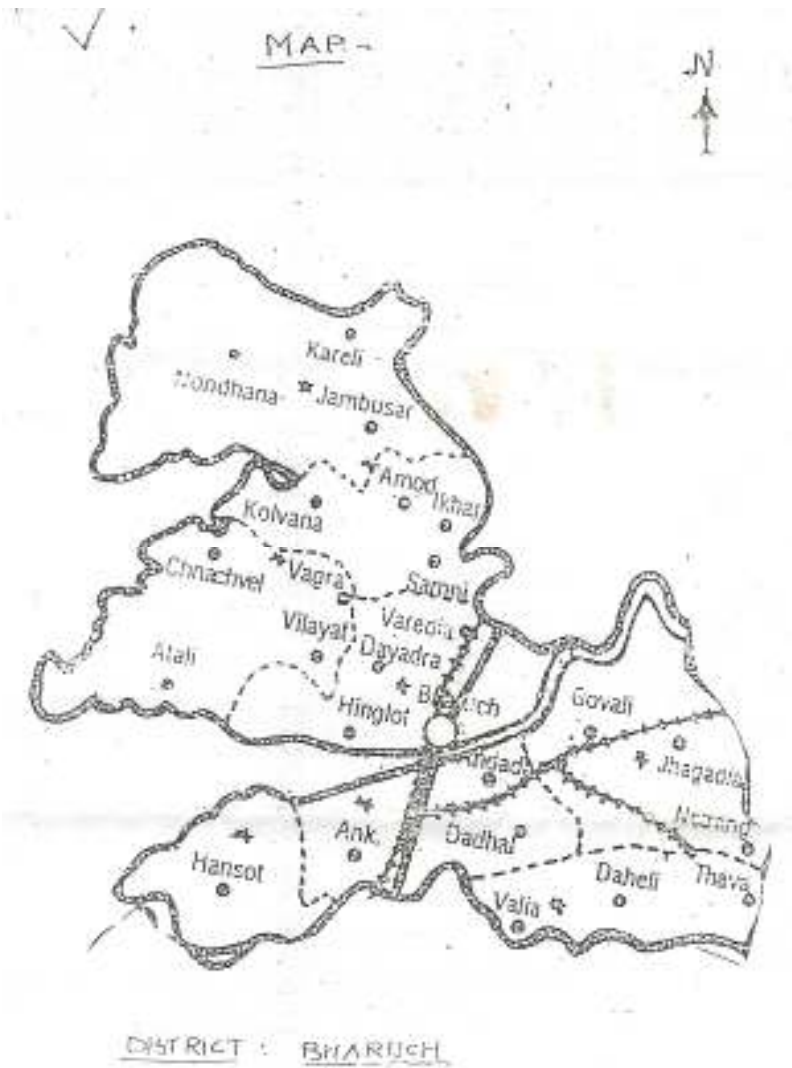 MAP -
N
Kareli
Nondhana
Jambusar
Amod
Ikhar
Kolvana
Chhachvel
Vagra
Samni
Vilayat
Varedia
Dayadra
Atali
Hinglot
Govali
Jhagadia
Ank.
Dadhal
Hansot
Daheli
Thava
Valia
DISTRICT : BHARUCH